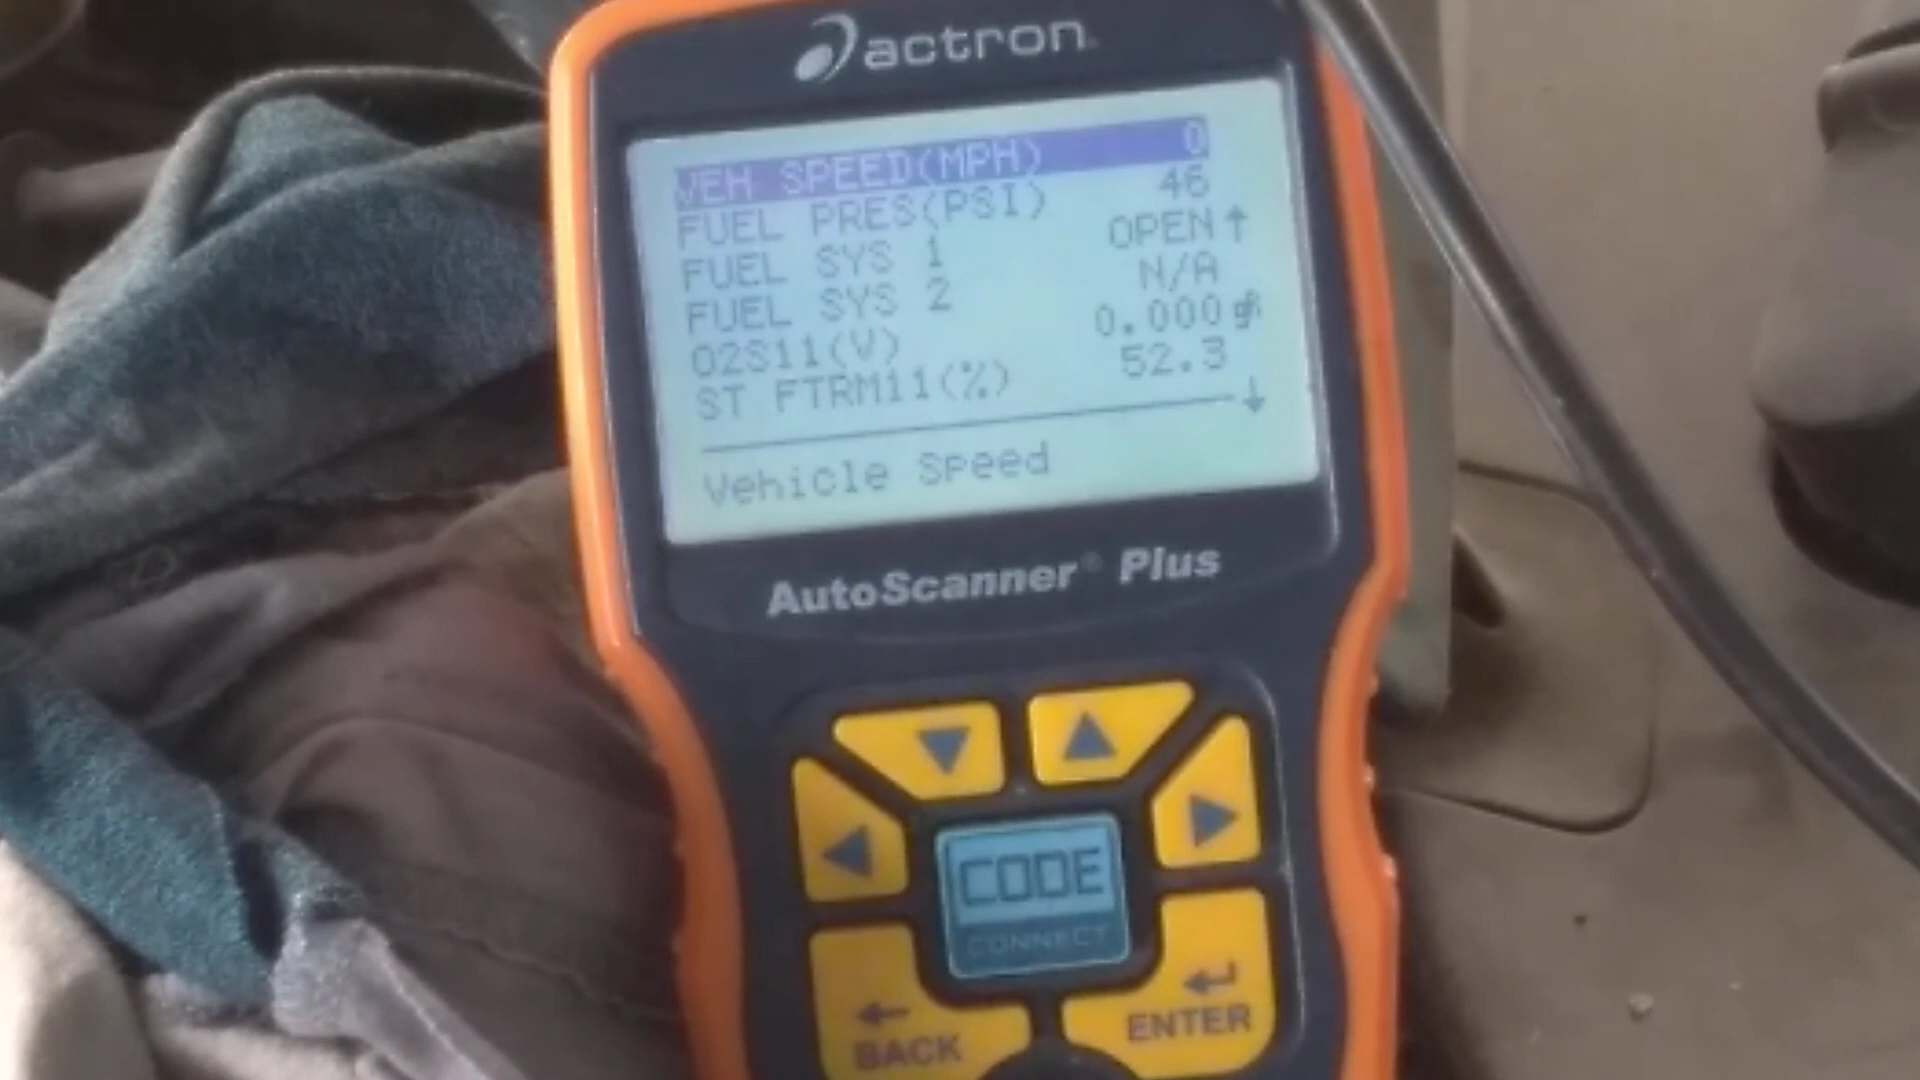 actron
VEH SPEED(MPH) 0
FUEL PRES(PSI) 46
FUEL SYS 1 OPEN↑
FUEL SYS 2 N/A
O2S11(V) 0.000
ST FTRM11(%) 52.3
Vehicle Speed
AutoScanner® Plus
CODE
CONNECT
BACK
ENTER